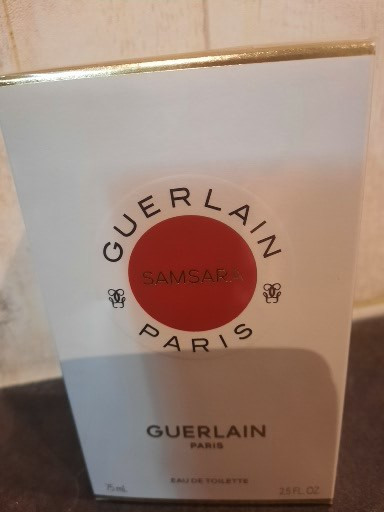 GUERLAIN
SAMSARA
PARIS
GUERLAIN
PARIS
EAU DE TOILETTE
75 mL 2.5 FL. OZ